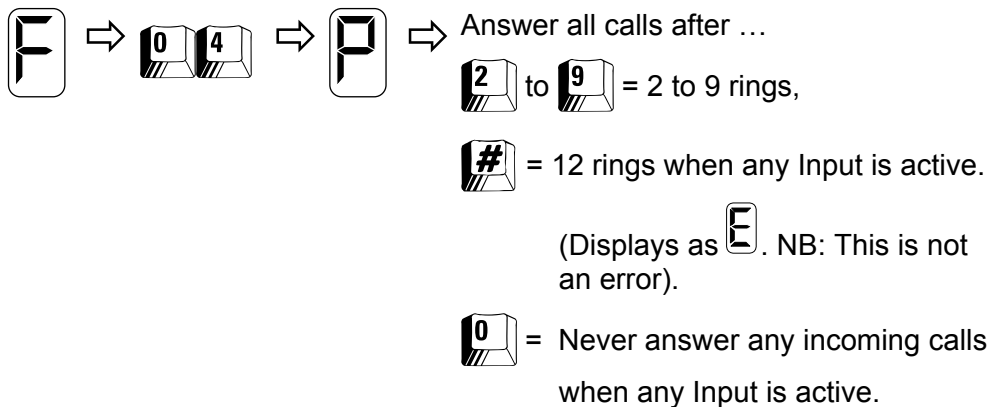 F ⇨ 0 4 ⇨ P ⇨ Answer all calls after …
2 to 9 = 2 to 9 rings,
# = 12 rings when any Input is active.
(Displays as E. NB: This is not
an error).
0 = Never answer any incoming calls
when any Input is active.